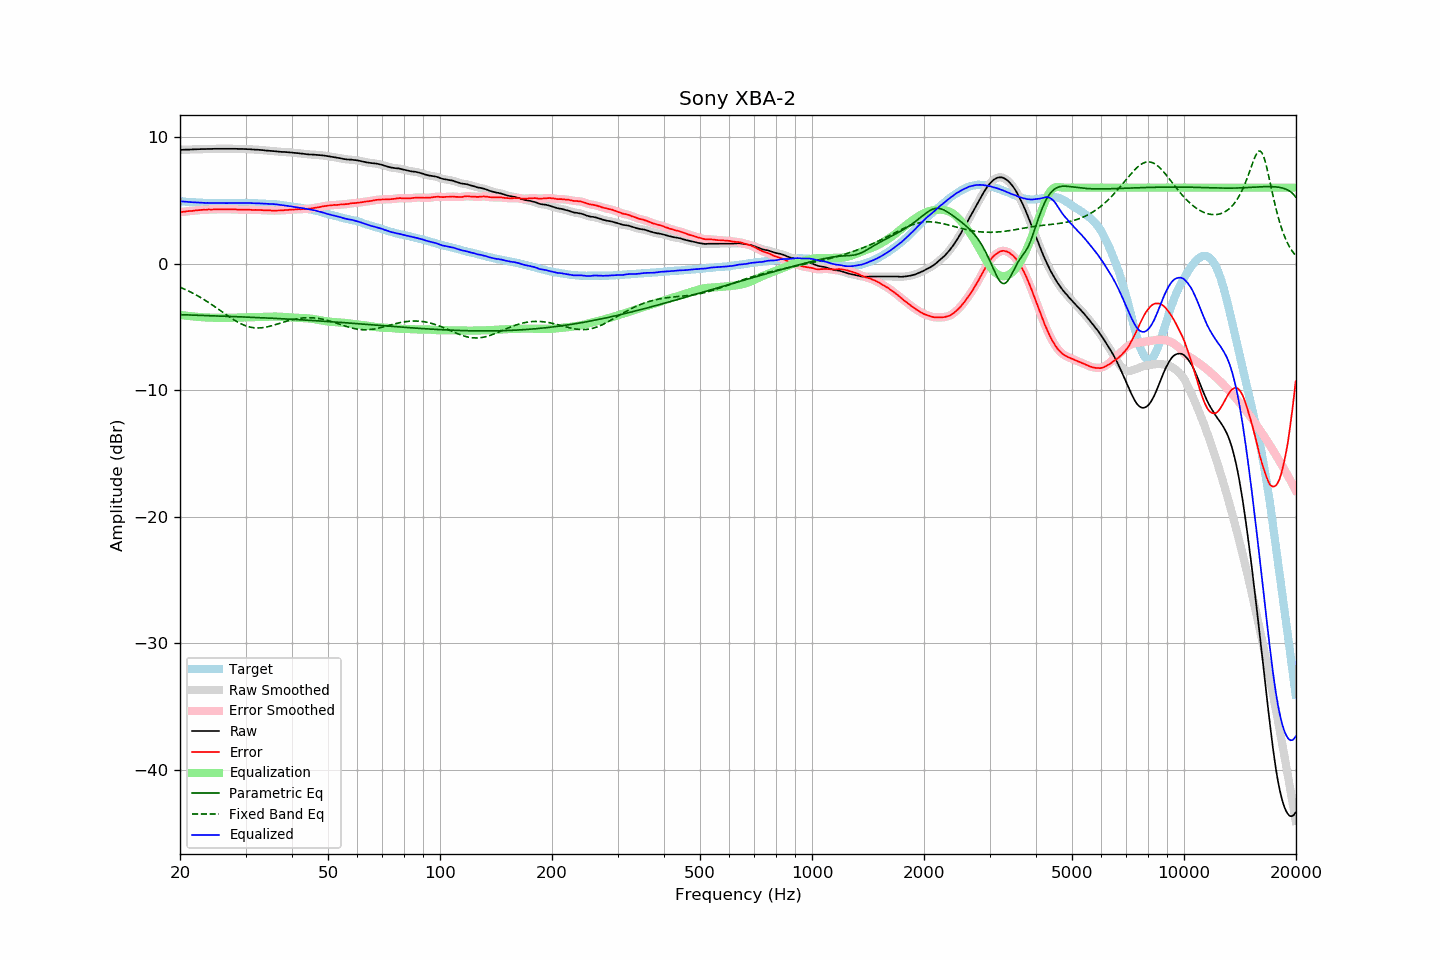 Sony XBA-2
10
0
−10
−20
−30
−40
Amplitude (dBr)
Target
Raw Smoothed
Error Smoothed
Raw
Error
Equalization
Parametric Eq
Fixed Band Eq
Equalized
20 50 100 200 500 1000 2000 5000 10000 20000
Frequency (Hz)